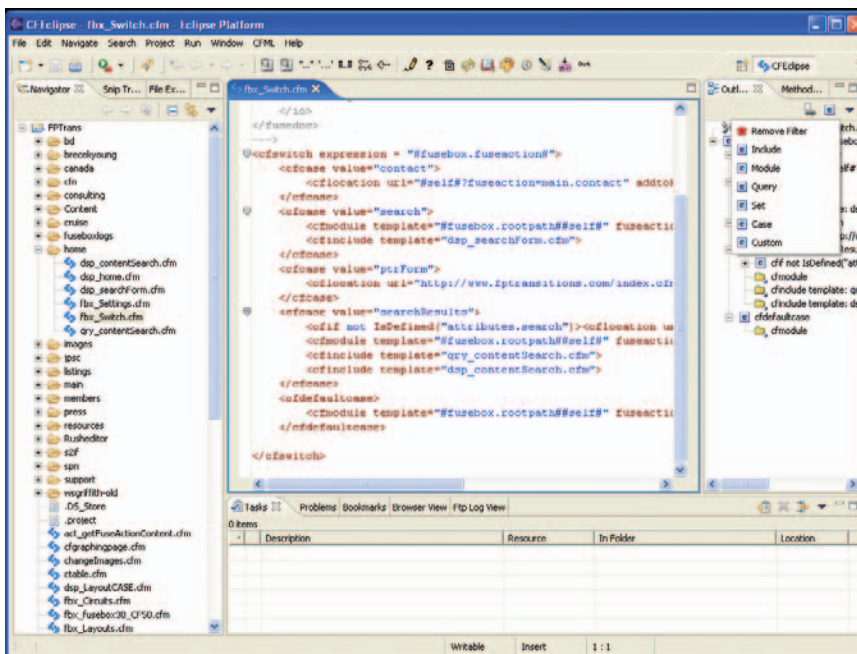 CFEclipse - fbx_Switch.cfm - Eclipse Platform
File Edit Navigate Search Project Run Window CFML Help
CFEclipse
Navigator Snip Tr... File Ex...
FPTrans
bd
brecekyoung
canada
cfn
consulting
Content
cruise
fuseboxlogs
home
dsp_contentSearch.cfm
dsp_home.cfm
dsp_searchForm.cfm
fbx_Settings.cfm
fbx_Switch.cfm
qry_contentSearch.cfm
images
jpsc
listings
main
members
press
resources
Rusheditor
s2f
spn
support
wsgriffith-old
.DS_Store
.project
act_getFuseActionContent.cfm
cfgraphingpage.cfm
changeImages.cfm
ctable.cfm
dsp_LayoutCASE.cfm
fbx_Circuits.cfm
fbx_fusebox30_CF50.cfm
fbx_Layouts.cfm
fbx_Switch.cfm
</io>
</fusedoc>
--->
<cfswitch expression = "#fusebox.fuseaction#">
<cfcase value="contact">
<cflocation url="#self#?fuseaction=main.contact" addtok
</cfcase>
<cfcase value="search">
<cfmodule template="#fusebox.rootpath##self#" fuseactic
<cfinclude template="dsp_searchForm.cfm">
</cfcase>
<cfcase value="ptrForm">
<cflocation url="http://www.fptransitions.com/index.cfm
</cfcase>
<cfcase value="searchResults">
<cfif not IsDefined("attributes.search")><cflocation ur
<cfmodule template="#fusebox.rootpath##self#" fuseactic
<cfinclude template="qry_contentSearch.cfm">
<cfinclude template="dsp_contentSearch.cfm">
</cfcase>
<cfdefaultcase>
<cfmodule template="#fusebox.rootpath##self#" fuseactic
</cfdefaultcase>
</cfswitch>
Outl... Method...
Remove Filter
Include
Module
Query
Set
Case
Custom
cfif not IsDefined("att
cfmodule
cfinclude template: qr
cfinclude template: ds
cfdefaultcase
cfmodule
Tasks Problems Bookmarks Browser View Ftp Log View
0 items
Description Resource In Folder Location
Writable Insert 1 : 1